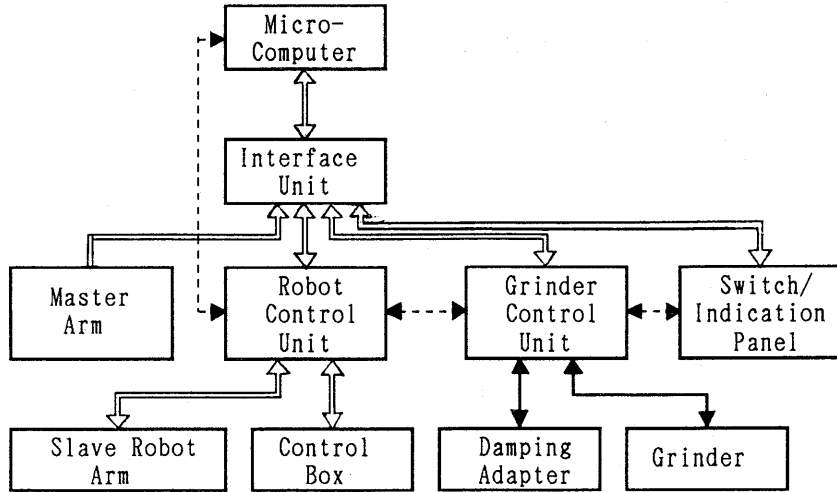 Micro-
Computer
Interface
Unit
Master
Arm
Robot
Control
Unit
Grinder
Control
Unit
Switch/
Indication
Panel
Slave Robot
Arm
Control
Box
Damping
Adapter
Grinder